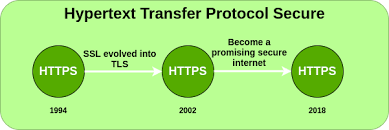 Hypertext Transfer Protocol Secure
SSL evolved into
TLS
Become a
promising secure
internet
HTTPS
HTTPS
HTTPS
1994
2002
2018